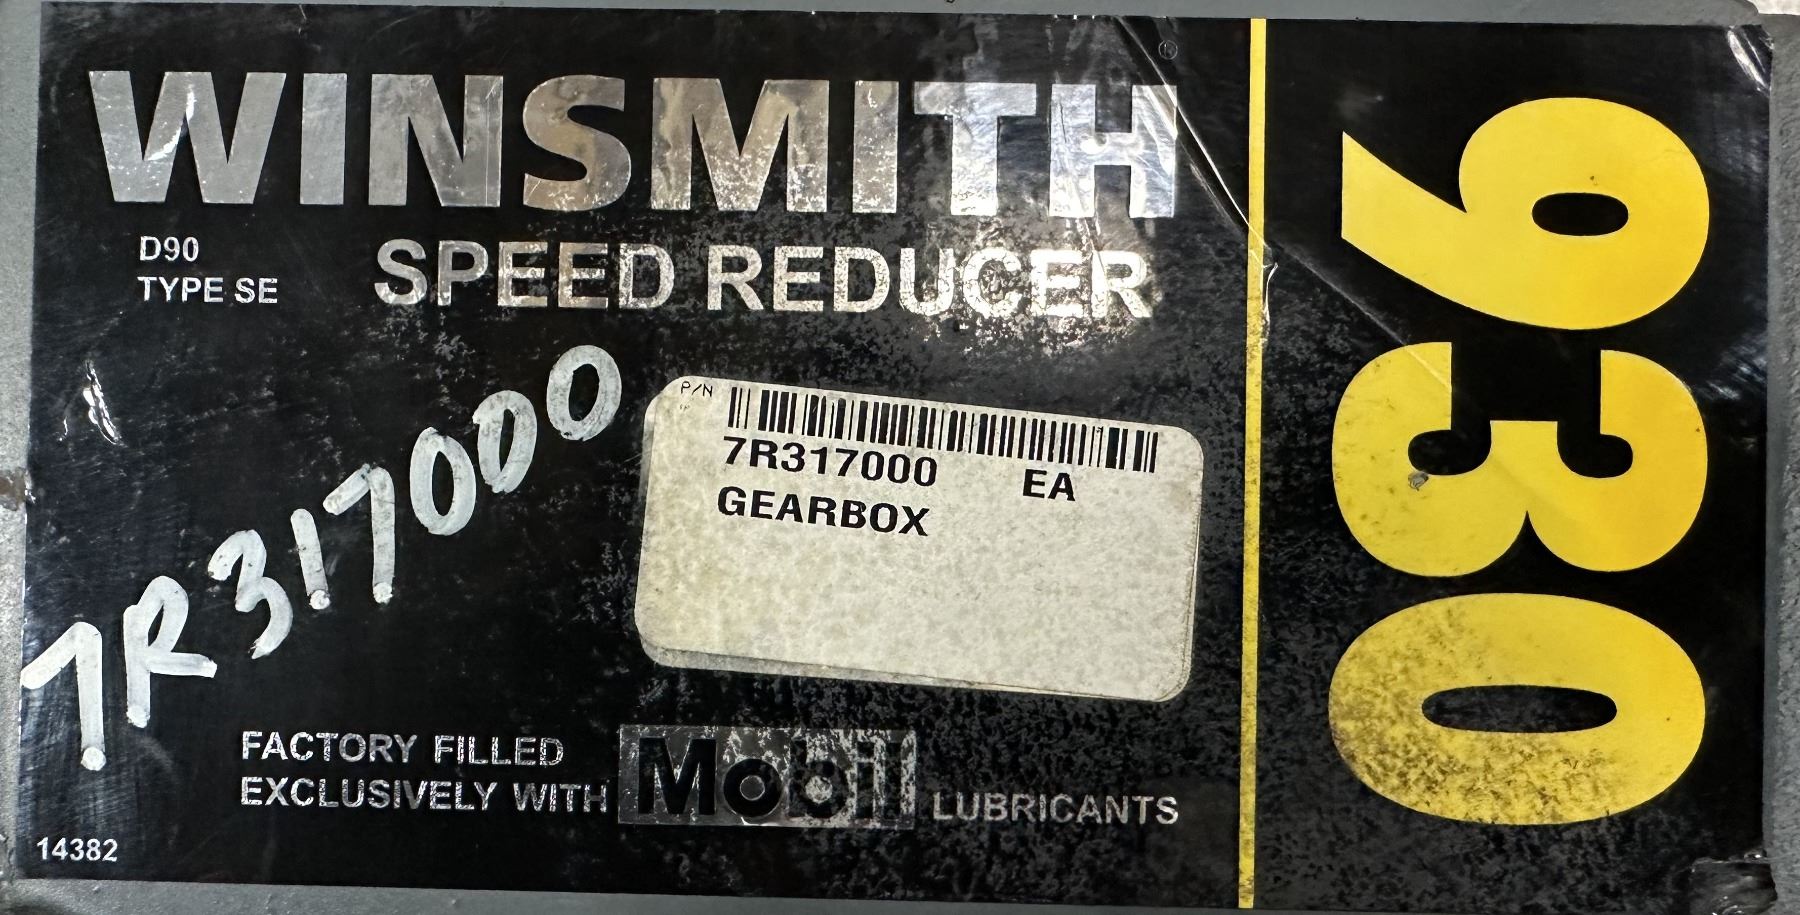 WINSMITH®
D90
TYPE SE
SPEED REDUCER
7R317000
P/N
7R317000 EA
GEARBOX
FACTORY FILLED
EXCLUSIVELY WITH Mobil LUBRICANTS
14382
930